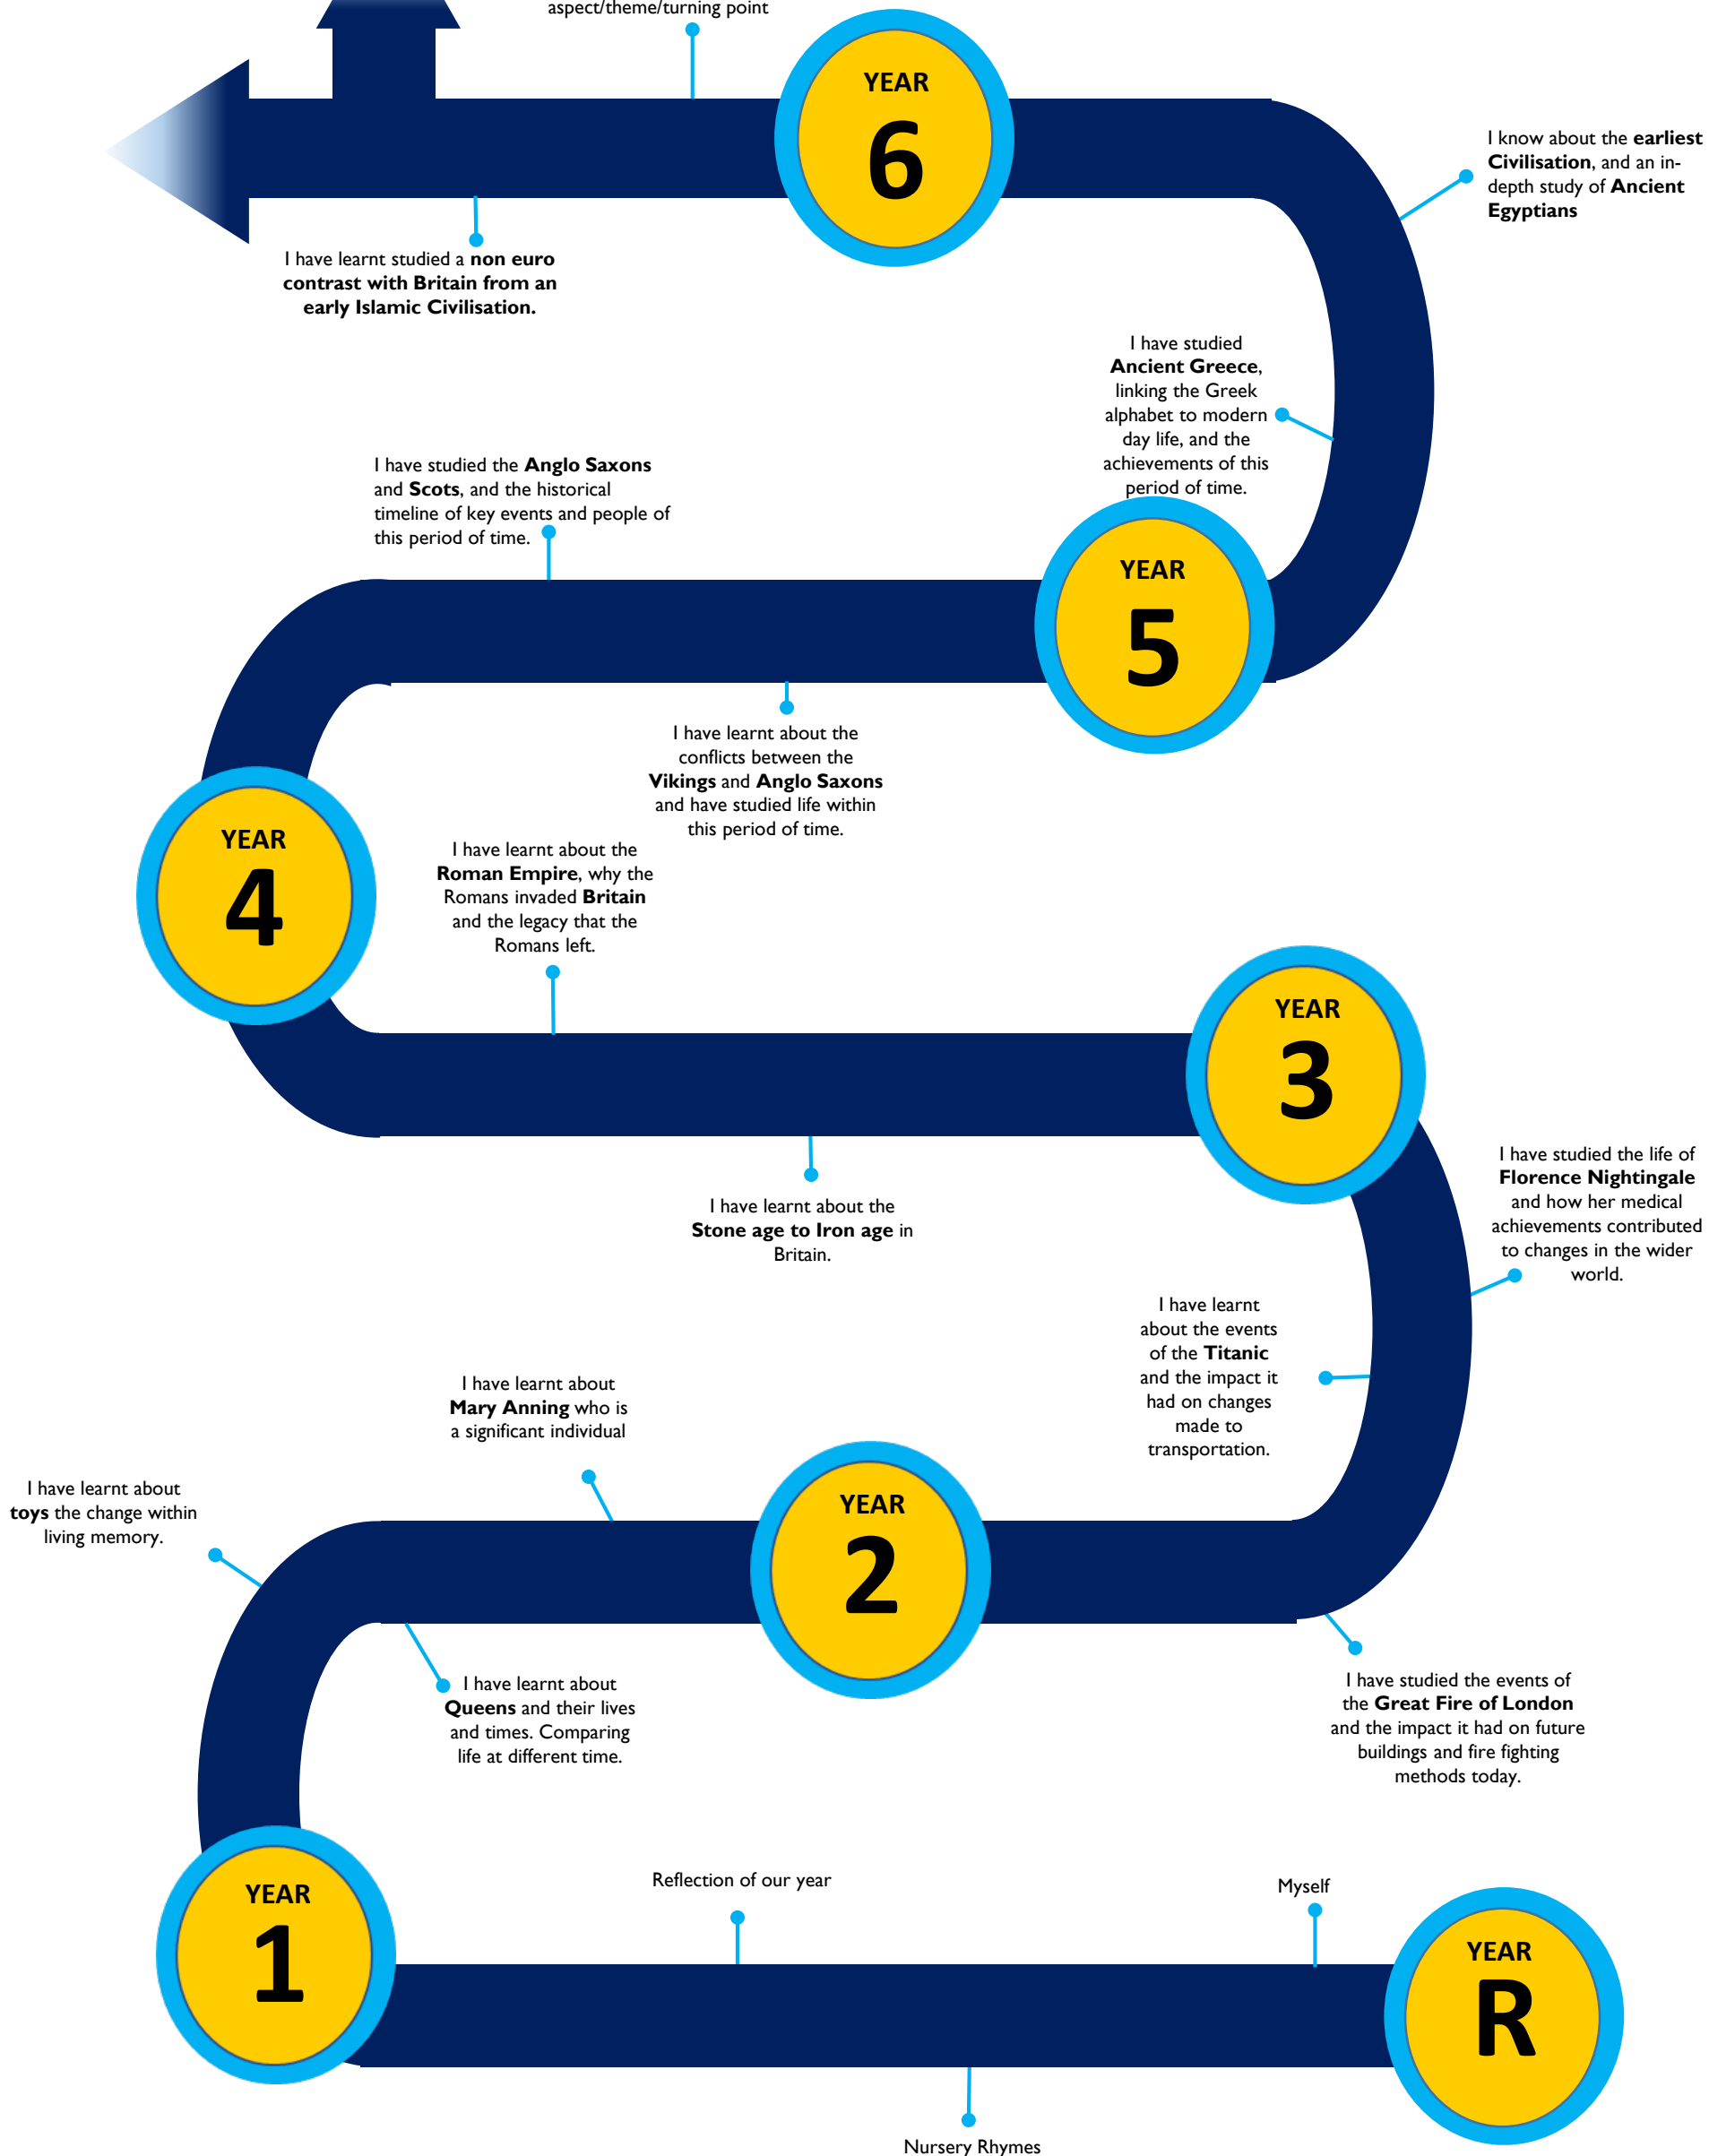 aspect/theme/turning point
YEAR
6
I know about the earliest
Civilisation, and an in-
depth study of Ancient
Egyptians
I have learnt studied a non euro
contrast with Britain from an
early Islamic Civilisation.
I have studied
Ancient Greece,
linking the Greek
alphabet to modern
day life, and the
achievements of this
period of time.
I have studied the Anglo Saxons
and Scots, and the historical
timeline of key events and people of
this period of time.
YEAR
5
I have learnt about the
conflicts between the
Vikings and Anglo Saxons
and have studied life within
this period of time.
YEAR
4
I have learnt about the
Roman Empire, why the
Romans invaded Britain
and the legacy that the
Romans left.
YEAR
3
I have learnt about the
Stone age to Iron age in
Britain.
I have studied the life of
Florence Nightingale
and how her medical
achievements contributed
to changes in the wider
world.
I have learnt
about the events
of the Titanic
and the impact it
had on changes
made to
transportation.
I have learnt about
Mary Anning who is
a significant individual
I have learnt about
toys the change within
living memory.
YEAR
2
I have learnt about
Queens and their lives
and times. Comparing
life at different time.
I have studied the events of
the Great Fire of London
and the impact it had on future
buildings and fire fighting
methods today.
YEAR
1
Reflection of our year
Myself
YEAR
R
Nursery Rhymes